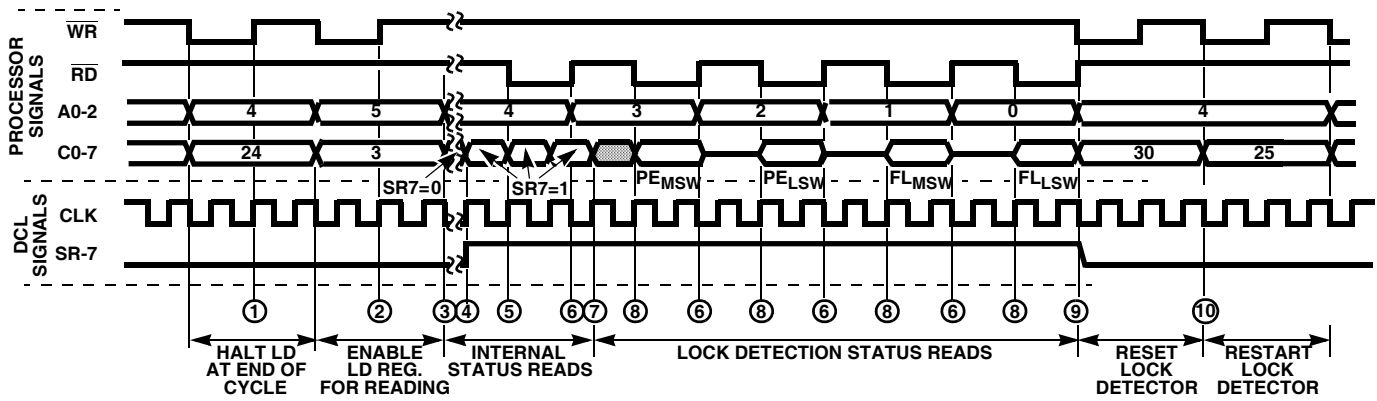 PROCESSOR SIGNALS
WR
RD
A0-2
4 5 4 3 2 1 0 4
C0-7
24 3 30 25
SR7=0 SR7=1 PEMSW PELSW FLMSW FLLSW
DCL SIGNALS
CLK
SR-7
1 2 3 4 5 6 7 8 6 8 6 8 6 8 9 10
HALT LD AT END OF CYCLE
ENABLE LD REG. FOR READING
INTERNAL STATUS READS
LOCK DETECTION STATUS READS
RESET LOCK DETECTOR
RESTART LOCK DETECTOR